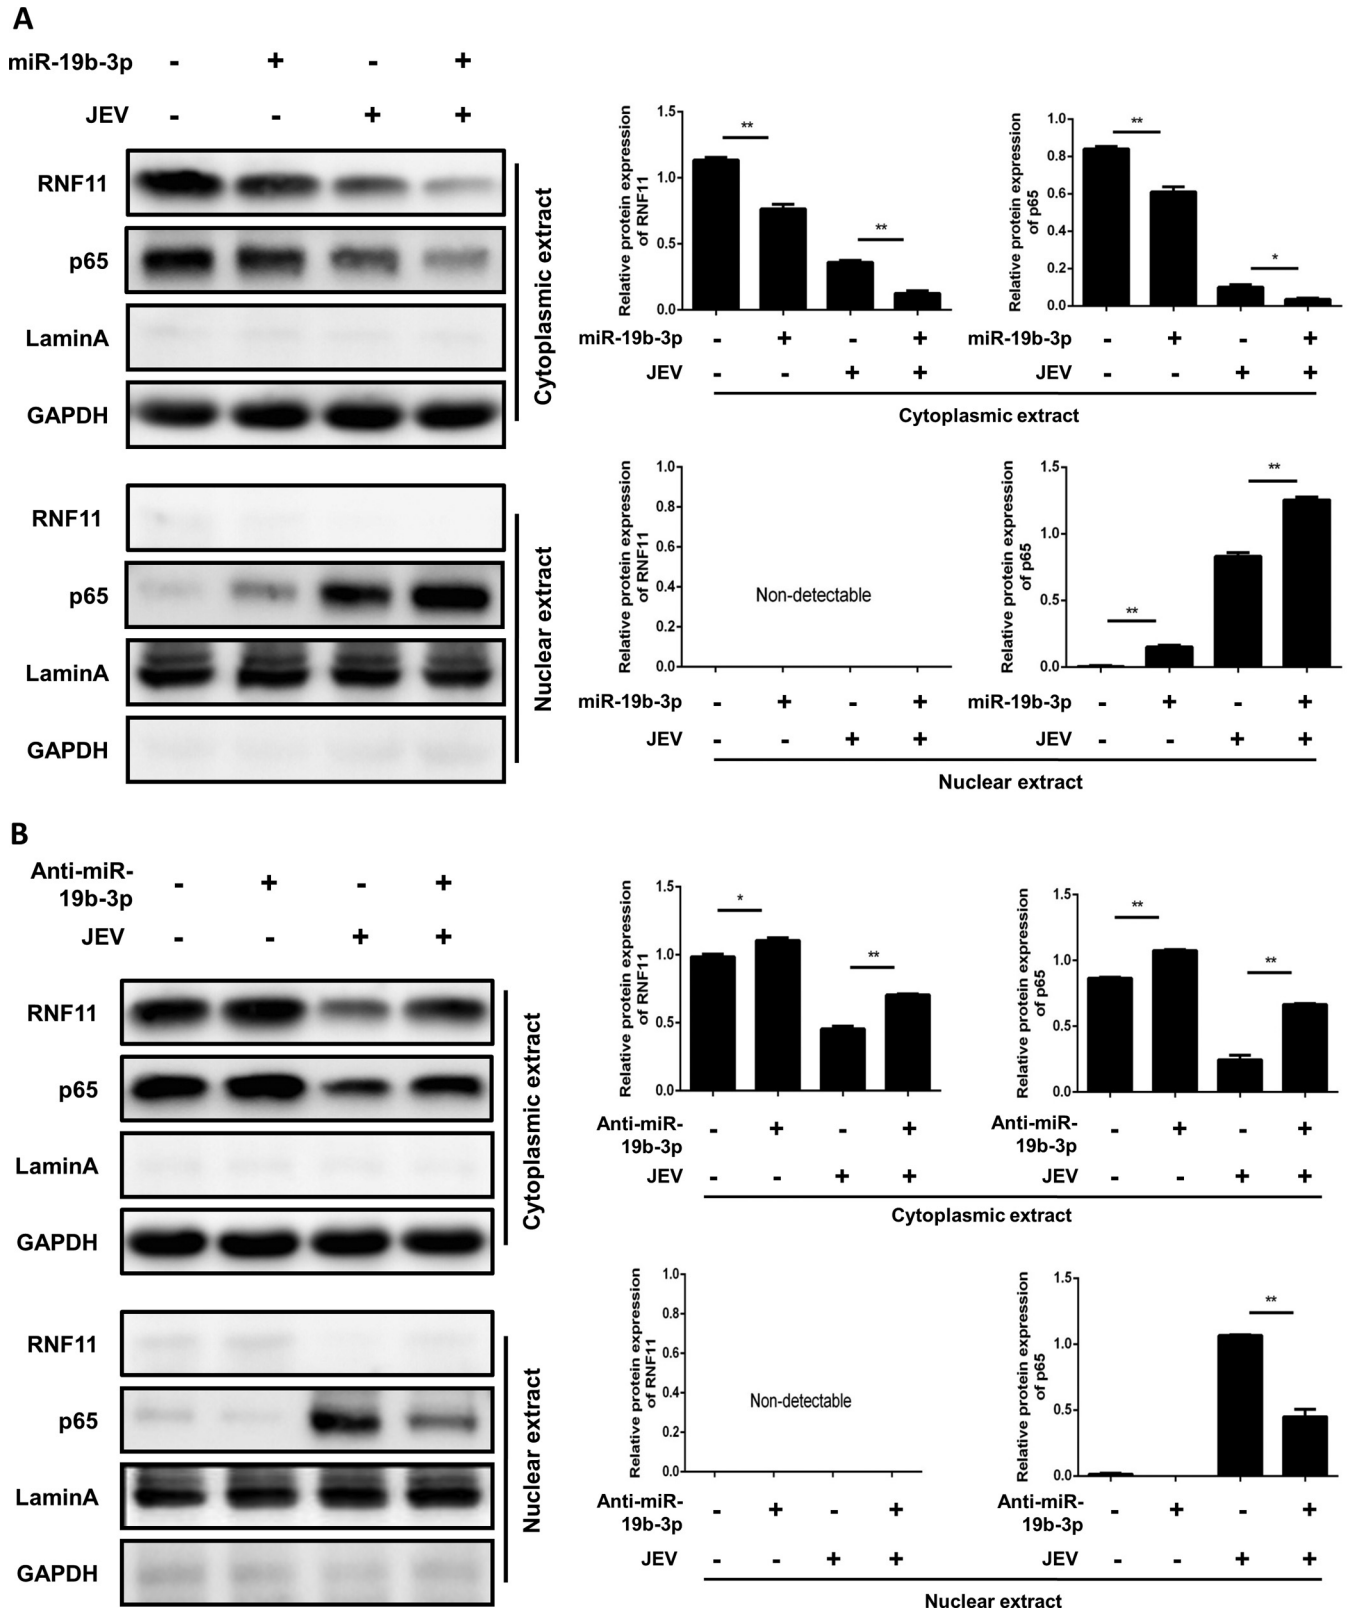 A
miR-19b-3p - + - +
JEV - - + +
RNF11
p65
LaminA
GAPDH
Cytoplasmic extract
RNF11
p65
LaminA
GAPDH
Nuclear extract
Relative protein expression
of RNF11
1.5
1.0
0.5
0.0
**
**
miR-19b-3p - + - +
JEV - - + +
Relative protein expression
of p65
1.0
0.8
0.6
0.4
0.2
0.0
**
*
miR-19b-3p - + - +
JEV - - + +
Cytoplasmic extract
Relative protein expression
of RNF11
1.0
0.8
0.6
0.4
0.2
0.0
Non-detectable
miR-19b-3p - + - +
JEV - - + +
Relative protein expression
of p65
1.5
1.0
0.5
0.0
**
**
miR-19b-3p - + - +
JEV - - + +
Nuclear extract
B
Anti-miR-
19b-3p - + - +
JEV - - + +
RNF11
p65
LaminA
GAPDH
Cytoplasmic extract
RNF11
p65
LaminA
GAPDH
Nuclear extract
Relative protein expression
of RNF11
1.5
1.0
0.5
0.0
*
**
Anti-miR-
19b-3p - + - +
JEV - - + +
Relative protein expression
of p65
1.5
1.0
0.5
0.0
**
**
Anti-miR-
19b-3p - + - +
JEV - - + +
Cytoplasmic extract
Relative protein expression
of RNF11
1.0
0.8
0.6
0.4
0.2
0.0
Non-detectable
Anti-miR-
19b-3p - + - +
JEV - - + +
Relative protein expression
of p65
1.5
1.0
0.5
0.0
**
Anti-miR-
19b-3p - + - +
JEV - - + +
Nuclear extract